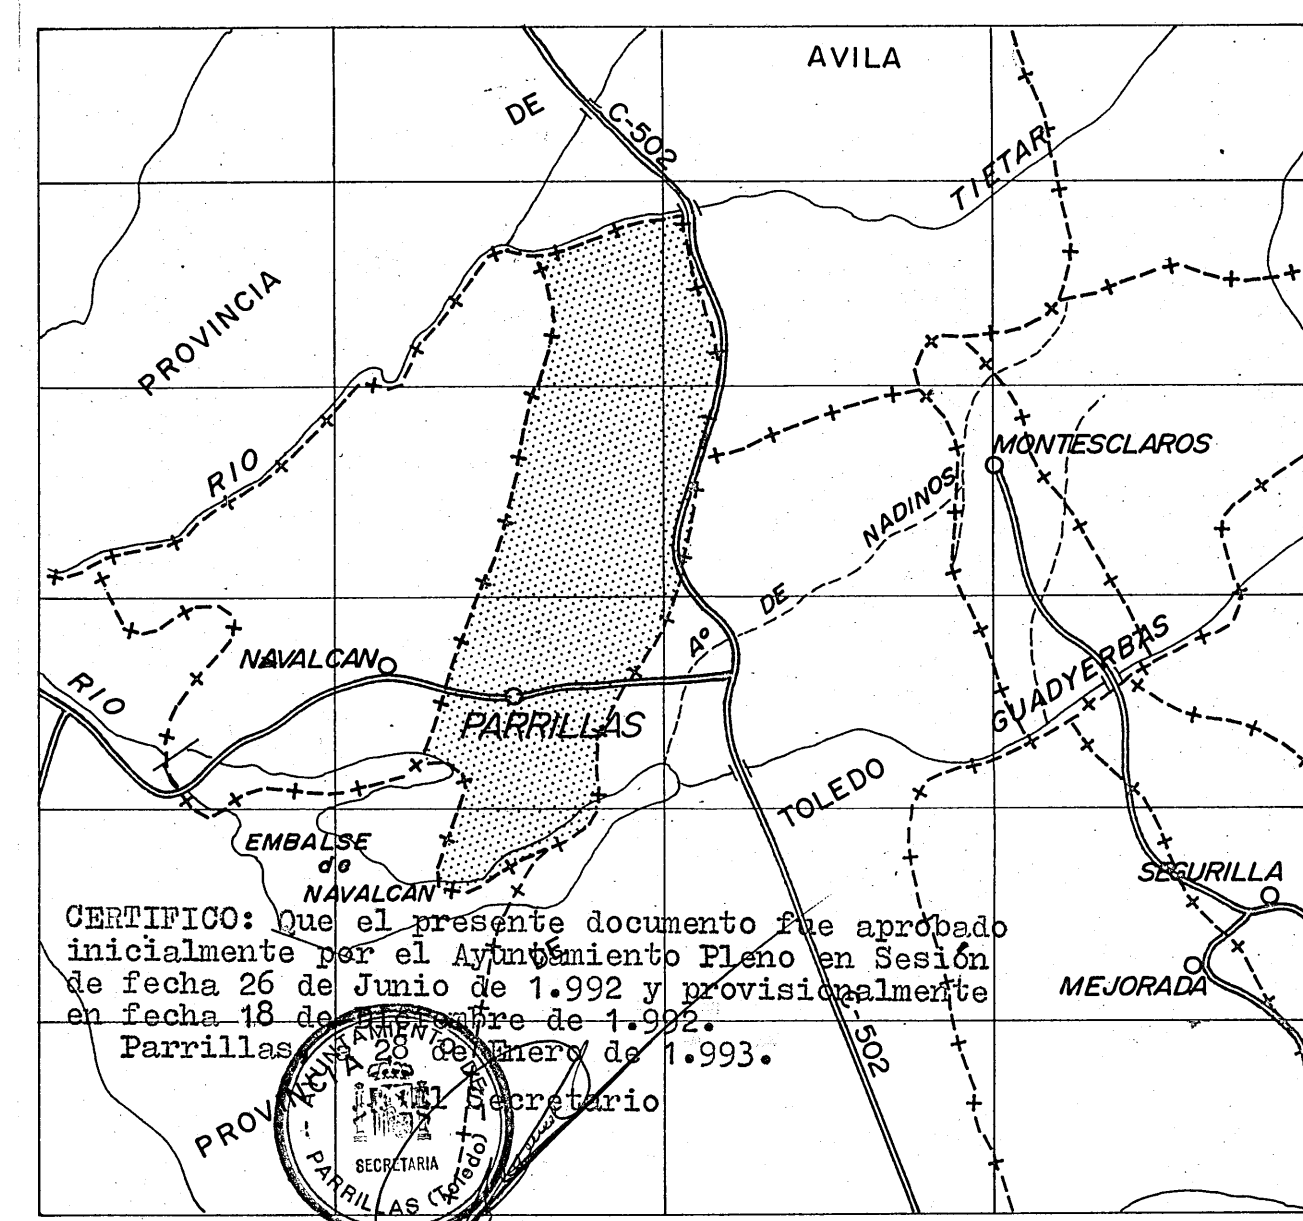 AVILA
DE
C-502
TIETAR
PROVINCIA
RIO
MONTESCLAROS
NADINOS
DE
Aº
GUADYERBAS
NAVALCAN
RIO
PARRILLAS
TOLEDO
EMBALSE
de
NAVALCAN
SEGURILLA
MEJORADA
CERTIFICO: Que el presente documento fue aprobado
inicialmente por el Ayuntamiento Pleno en Sesión
de fecha 26 de Junio de 1.992 y provisionalmente
en fecha 18 de Diciembre de 1.992.
Parrillas, a 28 de Enero de 1.993.
El Secretario
DE
C-502
PROVINCIA
AYUNTAMIENTO DE
SECRETARIA
PARRILLAS (Toledo)